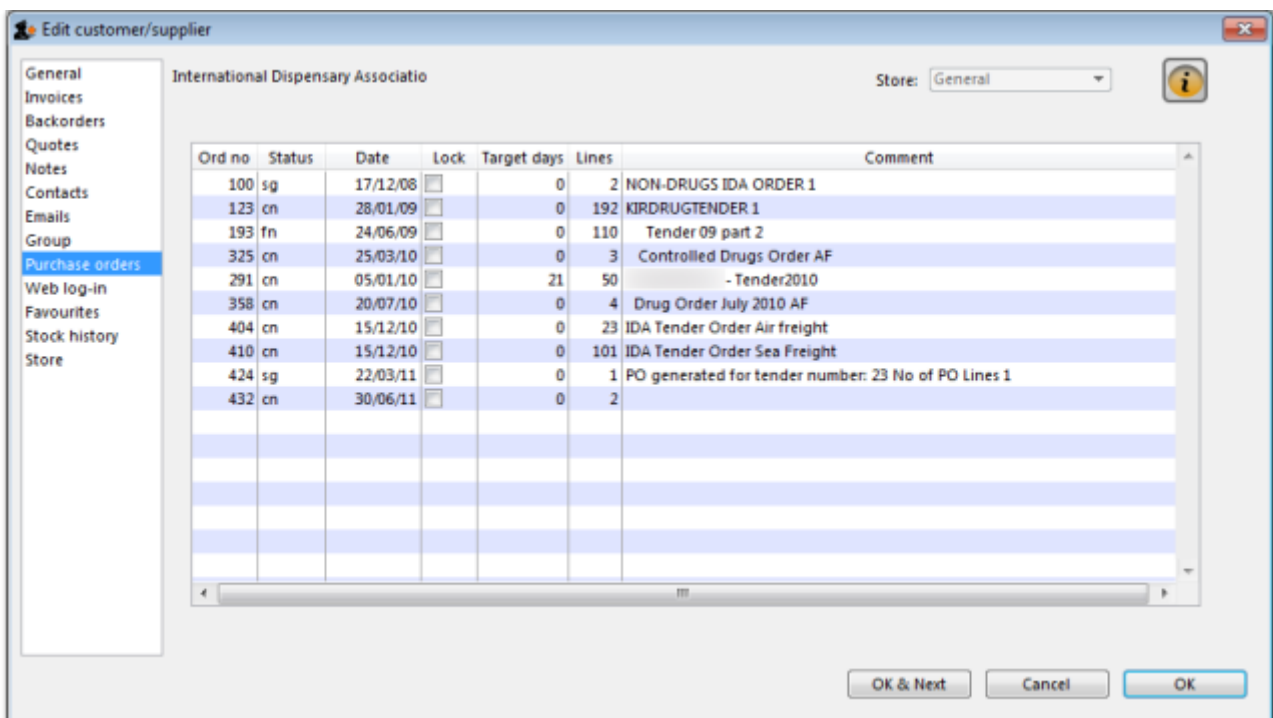 Edit customer/supplier
General
Invoices
Backorders
Quotes
Notes
Contacts
Emails
Group
Purchase orders
Web log-in
Favourites
Stock history
Store
International Dispensary Associatio
Store: General
Ord no Status Date Lock Target days Lines Comment
100 sg 17/12/08 0 2 NON-DRUGS IDA ORDER 1
123 cn 28/01/09 0 192 KIRDRUGTENDER 1
193 fn 24/06/09 0 110 Tender 09 part 2
325 cn 25/03/10 0 3 Controlled Drugs Order AF
291 cn 05/01/10 21 50 - Tender2010
358 cn 20/07/10 0 4 Drug Order July 2010 AF
404 cn 15/12/10 0 23 IDA Tender Order Air freight
410 cn 15/12/10 0 101 IDA Tender Order Sea Freight
424 sg 22/03/11 0 1 PO generated for tender number: 23 No of PO Lines 1
432 cn 30/06/11 0 2
OK & Next Cancel OK